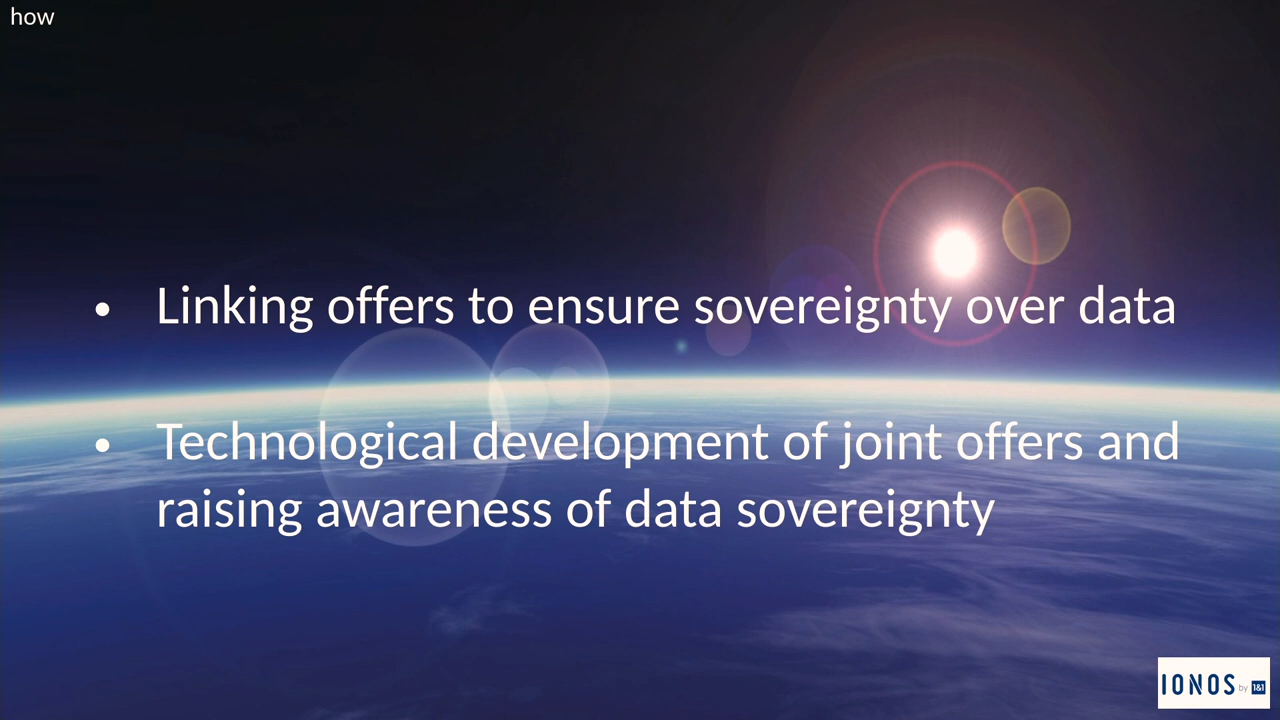 how
• Linking offers to ensure sovereignty over data
• Technological development of joint offers and
raising awareness of data sovereignty
IONOS by 1&1